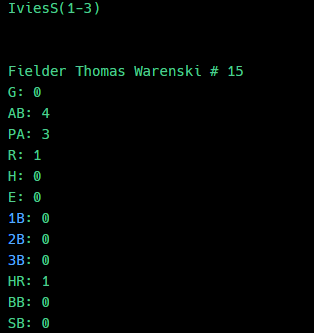 IviesS(1-3)
Fielder Thomas Warenski # 15
G: 0
AB: 4
PA: 3
R: 1
H: 0
E: 0
1B: 0
2B: 0
3B: 0
HR: 1
BB: 0
SB: 0